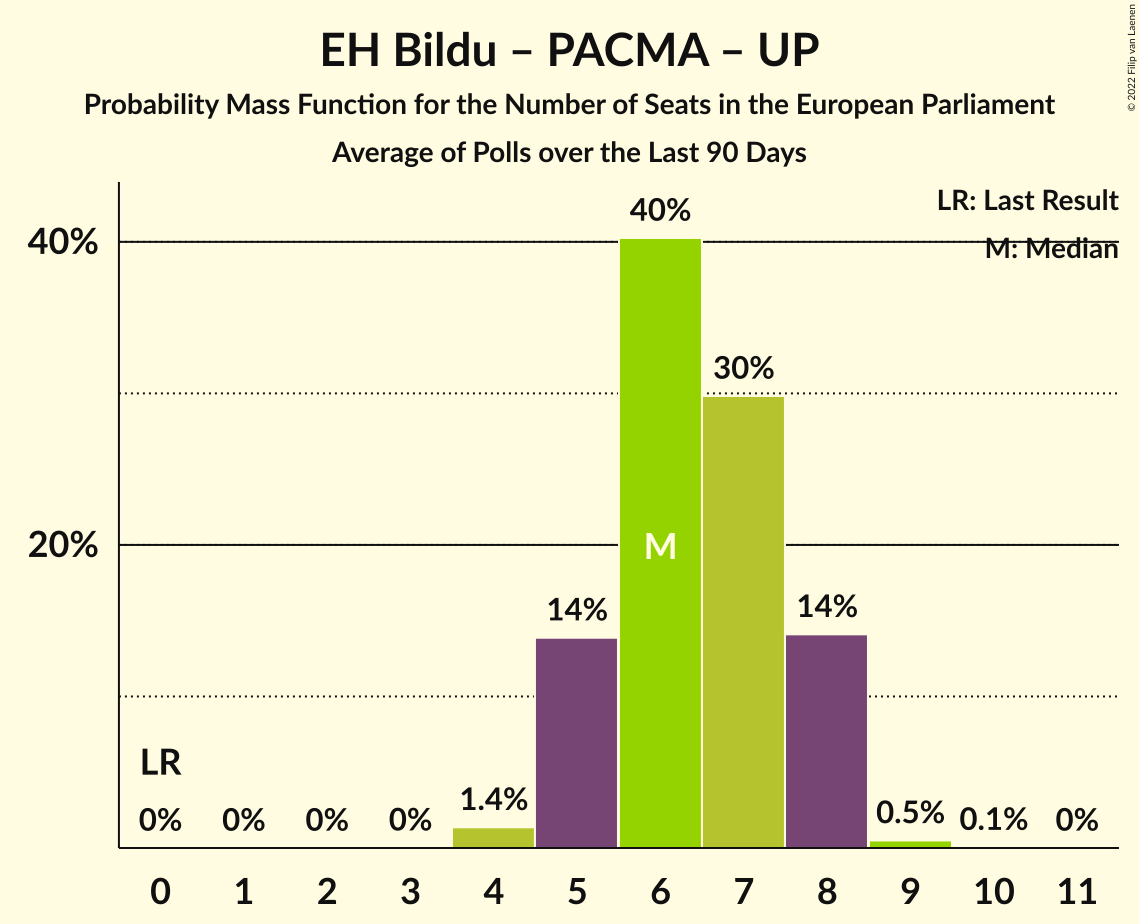 EH Bildu – PACMA – UP
Probability Mass Function for the Number of Seats in the European Parliament
Average of Polls over the Last 90 Days
© 2022 Filip van Laenen
LR: Last Result
M: Median
40%
20%
40%
30%
14%
14%
M
LR
0%
0%
0%
0%
1.4%
0.5%
0.1%
0%
0 1 2 3 4 5 6 7 8 9 10 11